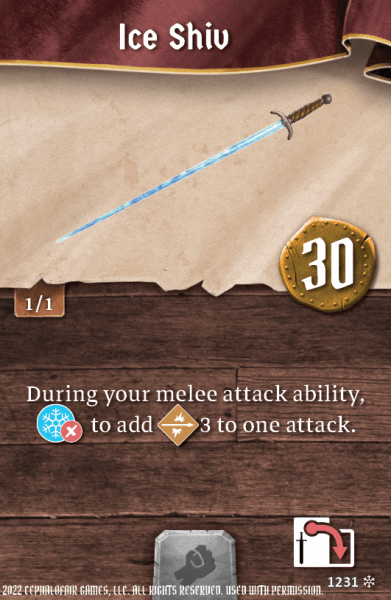 Ice Shiv
30
1/1
During your melee attack ability,
to add 3 to one attack.
1231
2022 CEPHALOFAIR GAMES, LLC. ALL RIGHTS RESERVED. USED WITH PERMISSION.